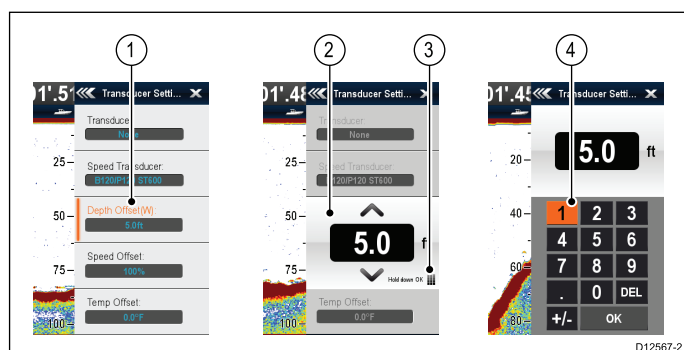 1
2
3
4
01'.51
Transducer Setti...
X
Transducer
None
Speed Transducer:
B120/P120 ST600
Depth Offset(W):
5.0ft
Speed Offset:
100%
Temp Offset:
0.0°F
25
50
75
100
01'.48
Transducer Setti...
X
Transducer:
None
Speed Transducer
B120/P120 ST600
5.0
f
Hold down OK
Temp Offset:
0.0°F
25
50
75
100
01'.45
Transducer Setti...
X
5.0 ft
1 2 3
4 5 6
7 8 9
. 0 DEL
+/- OK
20
40
60
80
D12567-2